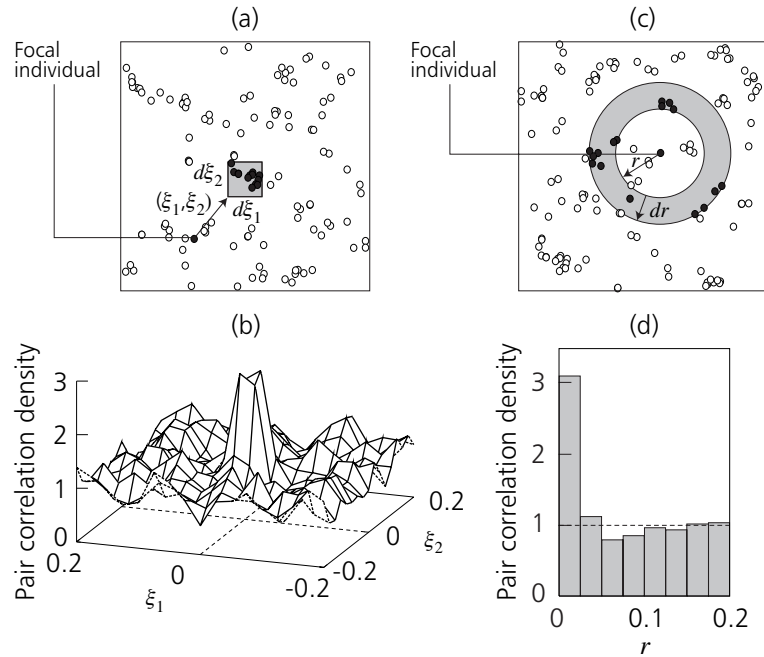 (a)
Focal
individual
dξ₂
(ξ₁,ξ₂)
dξ₁
(c)
Focal
individual
r
dr
(b)
Pair correlation density
3
2
1
0
0.2
0
-0.2
ξ₁
-0.2
0
0.2
ξ₂
(d)
Pair correlation density
3
2
1
0
0
0.1
0.2
r